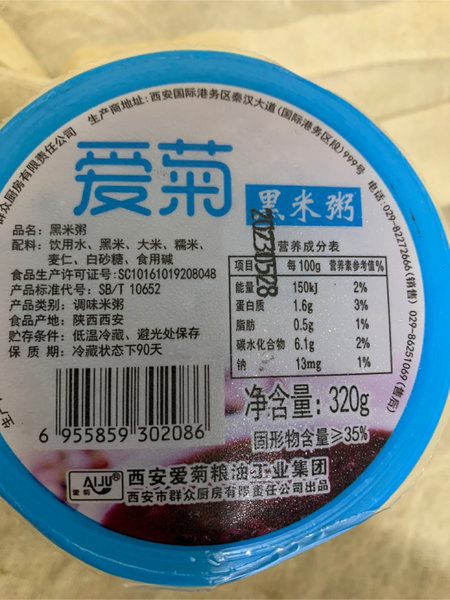 生产商地址:西安国际港务区秦汉大道(国际港务区段)999号
电话:029-82272666(销售) 029-86251069(售后)
群众厨房有限责任公司
爱菊
黑米粥
20230528
品名:黑米粥
配料:饮用水、黑米、大米、糯米、
麦仁、白砂糖、食用碱
食品生产许可证号:SC10161019208048
产品标准代号:SB/T 10652
产品类别:调味米粥
食品产地:陕西西安
贮存条件:低温冷藏、避光处保存
保 质 期:冷藏状态下90天
营养成分表
项目 每100g 营养素参考值%
能量 150kJ 2%
蛋白质 1.6g 3%
脂肪 0.5g 1%
碳水化合物 6.1g 2%
钠 13mg 1%
净含量:320g
固形物含量≥35%
6 955859 302086
AIJU®
爱菊
西安爱菊粮油工业集团
西安市群众厨房有限责任公司出品